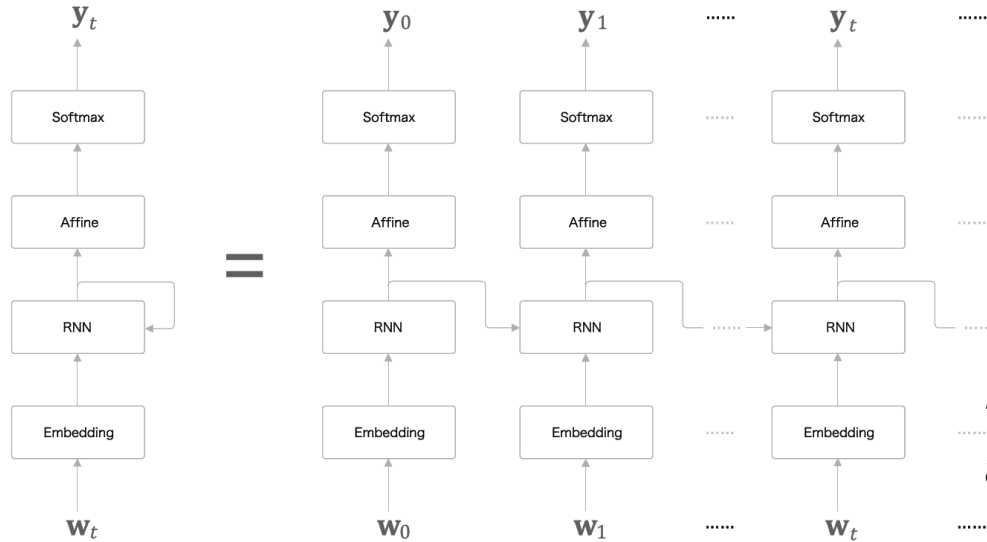 y_t y_0 y_1 ...... y_t ......
Softmax Softmax Softmax ...... Softmax ......
Affine Affine Affine ...... Affine ......
=
RNN RNN RNN ...... RNN ......
Embedding Embedding Embedding ...... Embedding ......
w_t w_0 w_1 ...... w_t ......